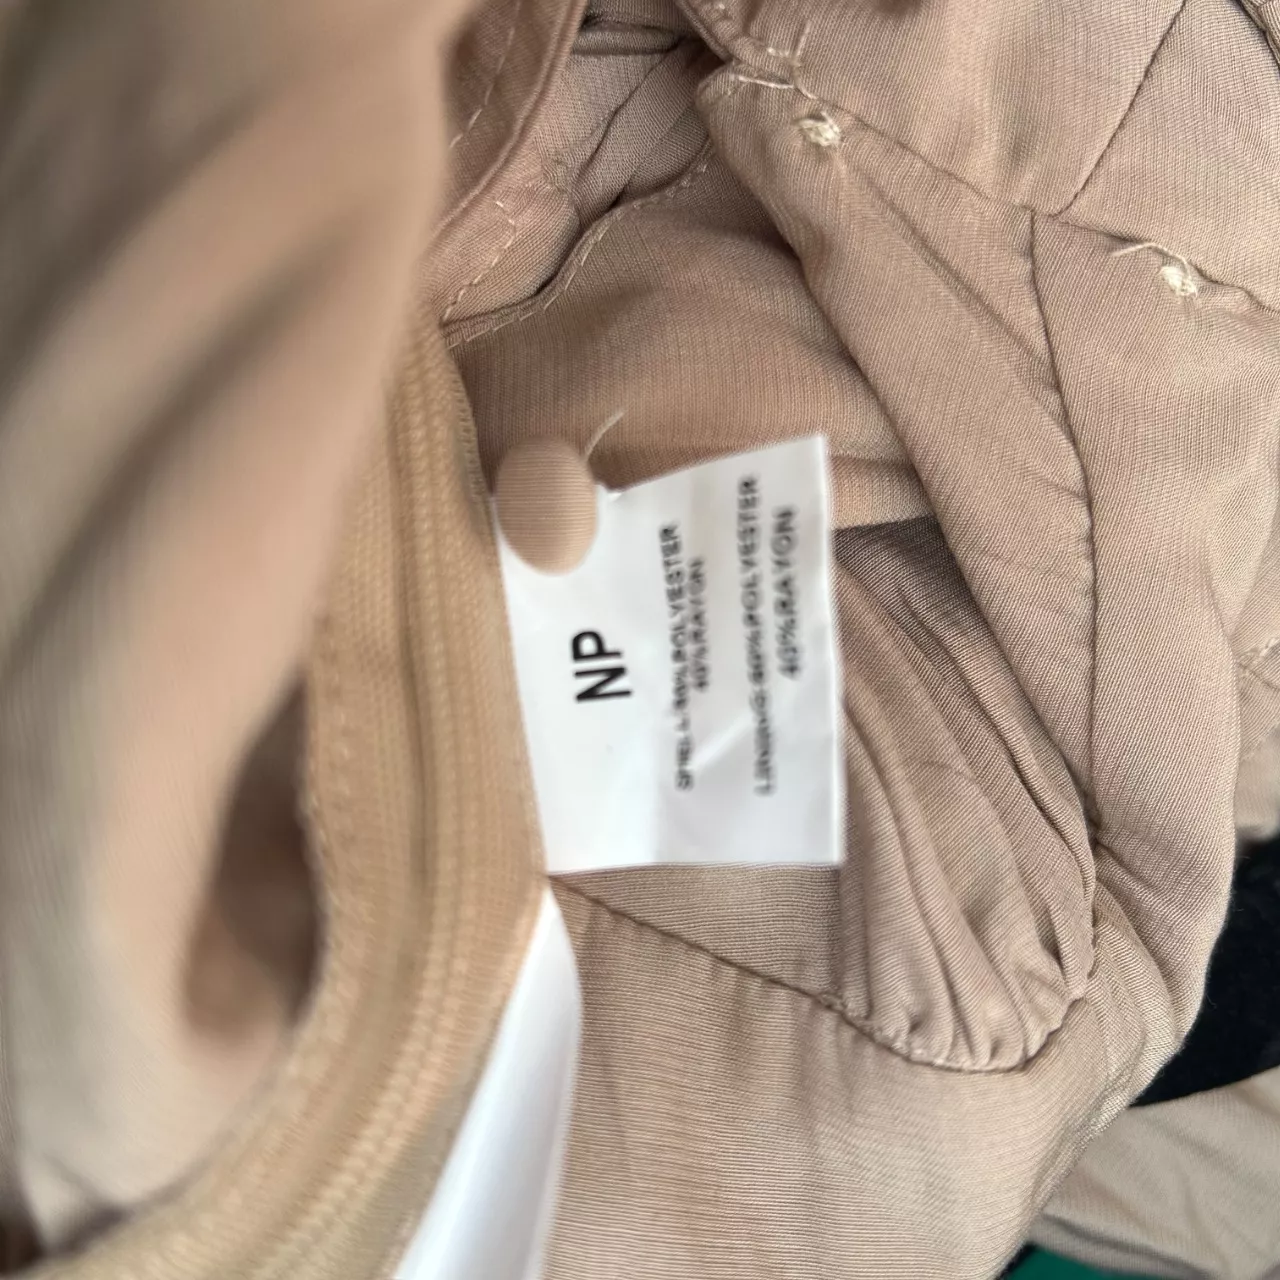 NP
SHELL:60%POLYESTER
40%RAYON
LINING:60%POLYESTER
40%RAYON